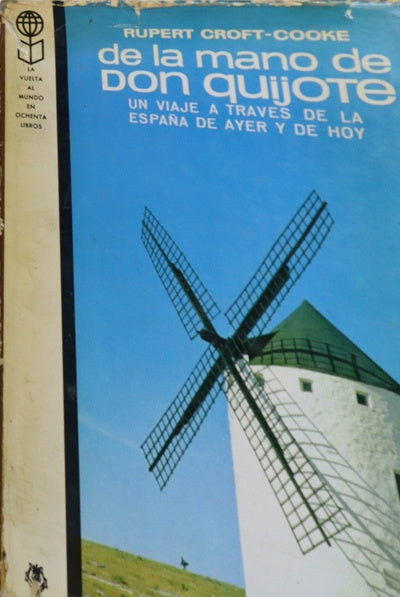 LA
VUELTA
AL
MUNDO
EN
OCHENTA
LIBROS
RUPERT CROFT-COOKE
de la mano de
DON QUIJOTE
UN VIAJE A TRAVES DE LA
ESPAÑA DE AYER Y DE HOY